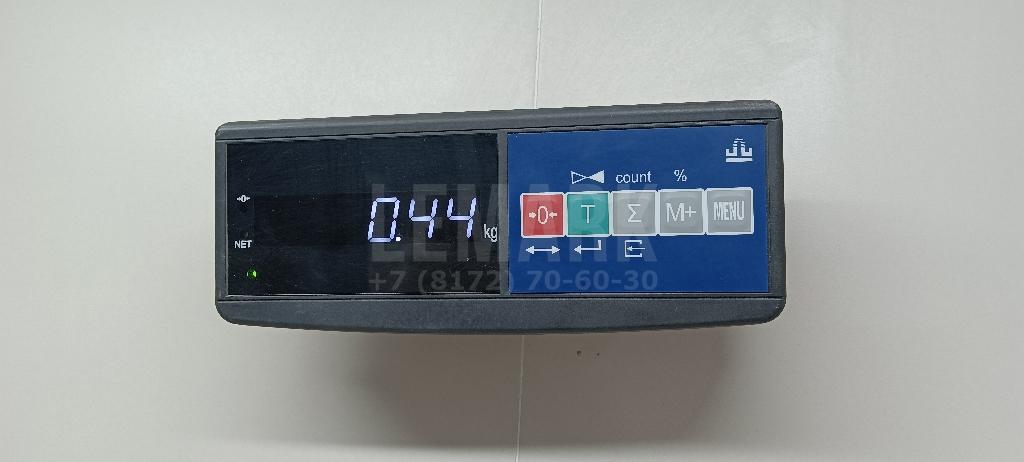 count %
→0←
NET
0.44 kg
→0← T Σ M+ MENU
LEMARK
+7 (8172) 70-60-30